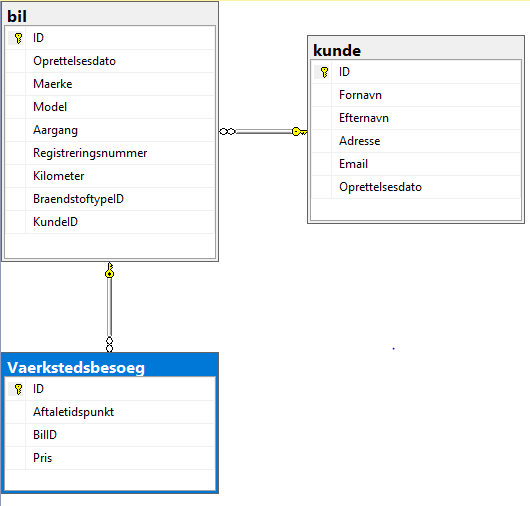 bil
ID
Oprettelsesdato
Maerke
Model
Aargang
Registreringsnummer
Kilometer
BraendstoftypeID
KundeID
kunde
ID
Fornavn
Efternavn
Adresse
Email
Oprettelsesdato
Vaerkstedsbesoeg
ID
Aftaletidspunkt
BilID
Pris